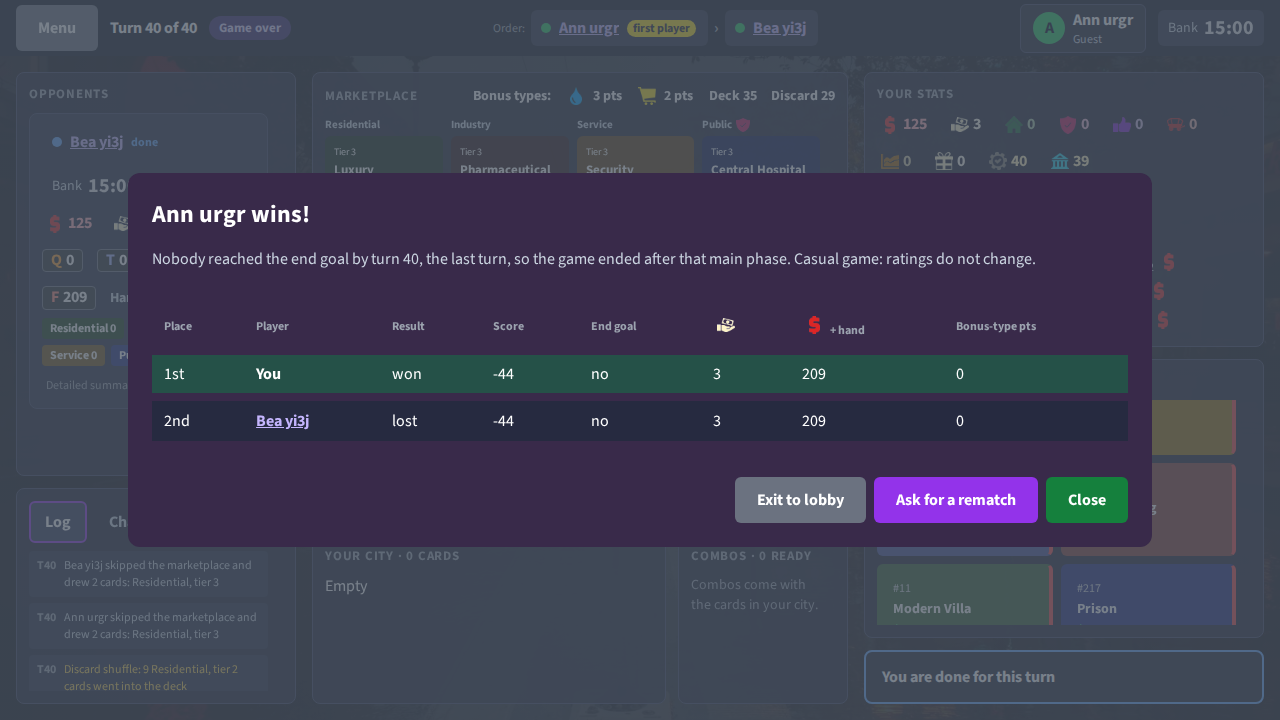 Menu
Turn 40 of 40
Game over
Order:
Ann urgr
first player
›
Bea yi3j
A
Ann urgr
Guest
Bank 15:00
OPPONENTS
Bea yi3j done
Bank 15:0
125
Q 0
T 0
F 209
Residential 0
Service 0
Detailed summa
MARKETPLACE
Bonus types:
3 pts
2 pts
Deck 35
Discard 29
Residential
Industry
Service
Public
Tier 3
Luxury
Tier 3
Pharmaceutical
Tier 3
Security
Tier 3
Central Hospital
YOUR STATS
125
3
0
0
0
0
0
0
40
39
Ann urgr wins!
Nobody reached the end goal by turn 40, the last turn, so the game ended after that main phase. Casual game: ratings do not change.
Place Player Result Score End goal + hand Bonus-type pts
1st You won -44 no 3 209 0
2nd Bea yi3j lost -44 no 3 209 0
Exit to lobby
Ask for a rematch
Close
Log
T40 Bea yi3j skipped the marketplace and
drew 2 cards: Residential, tier 3
T40 Ann urgr skipped the marketplace and
drew 2 cards: Residential, tier 3
T40 Discard shuffle: 9 Residential, tier 2
cards went into the deck
YOUR CITY · 0 CARDS
Empty
COMBOS · 0 READY
Combos come with
the cards in your city.
#11
Modern Villa
#217
Prison
You are done for this turn